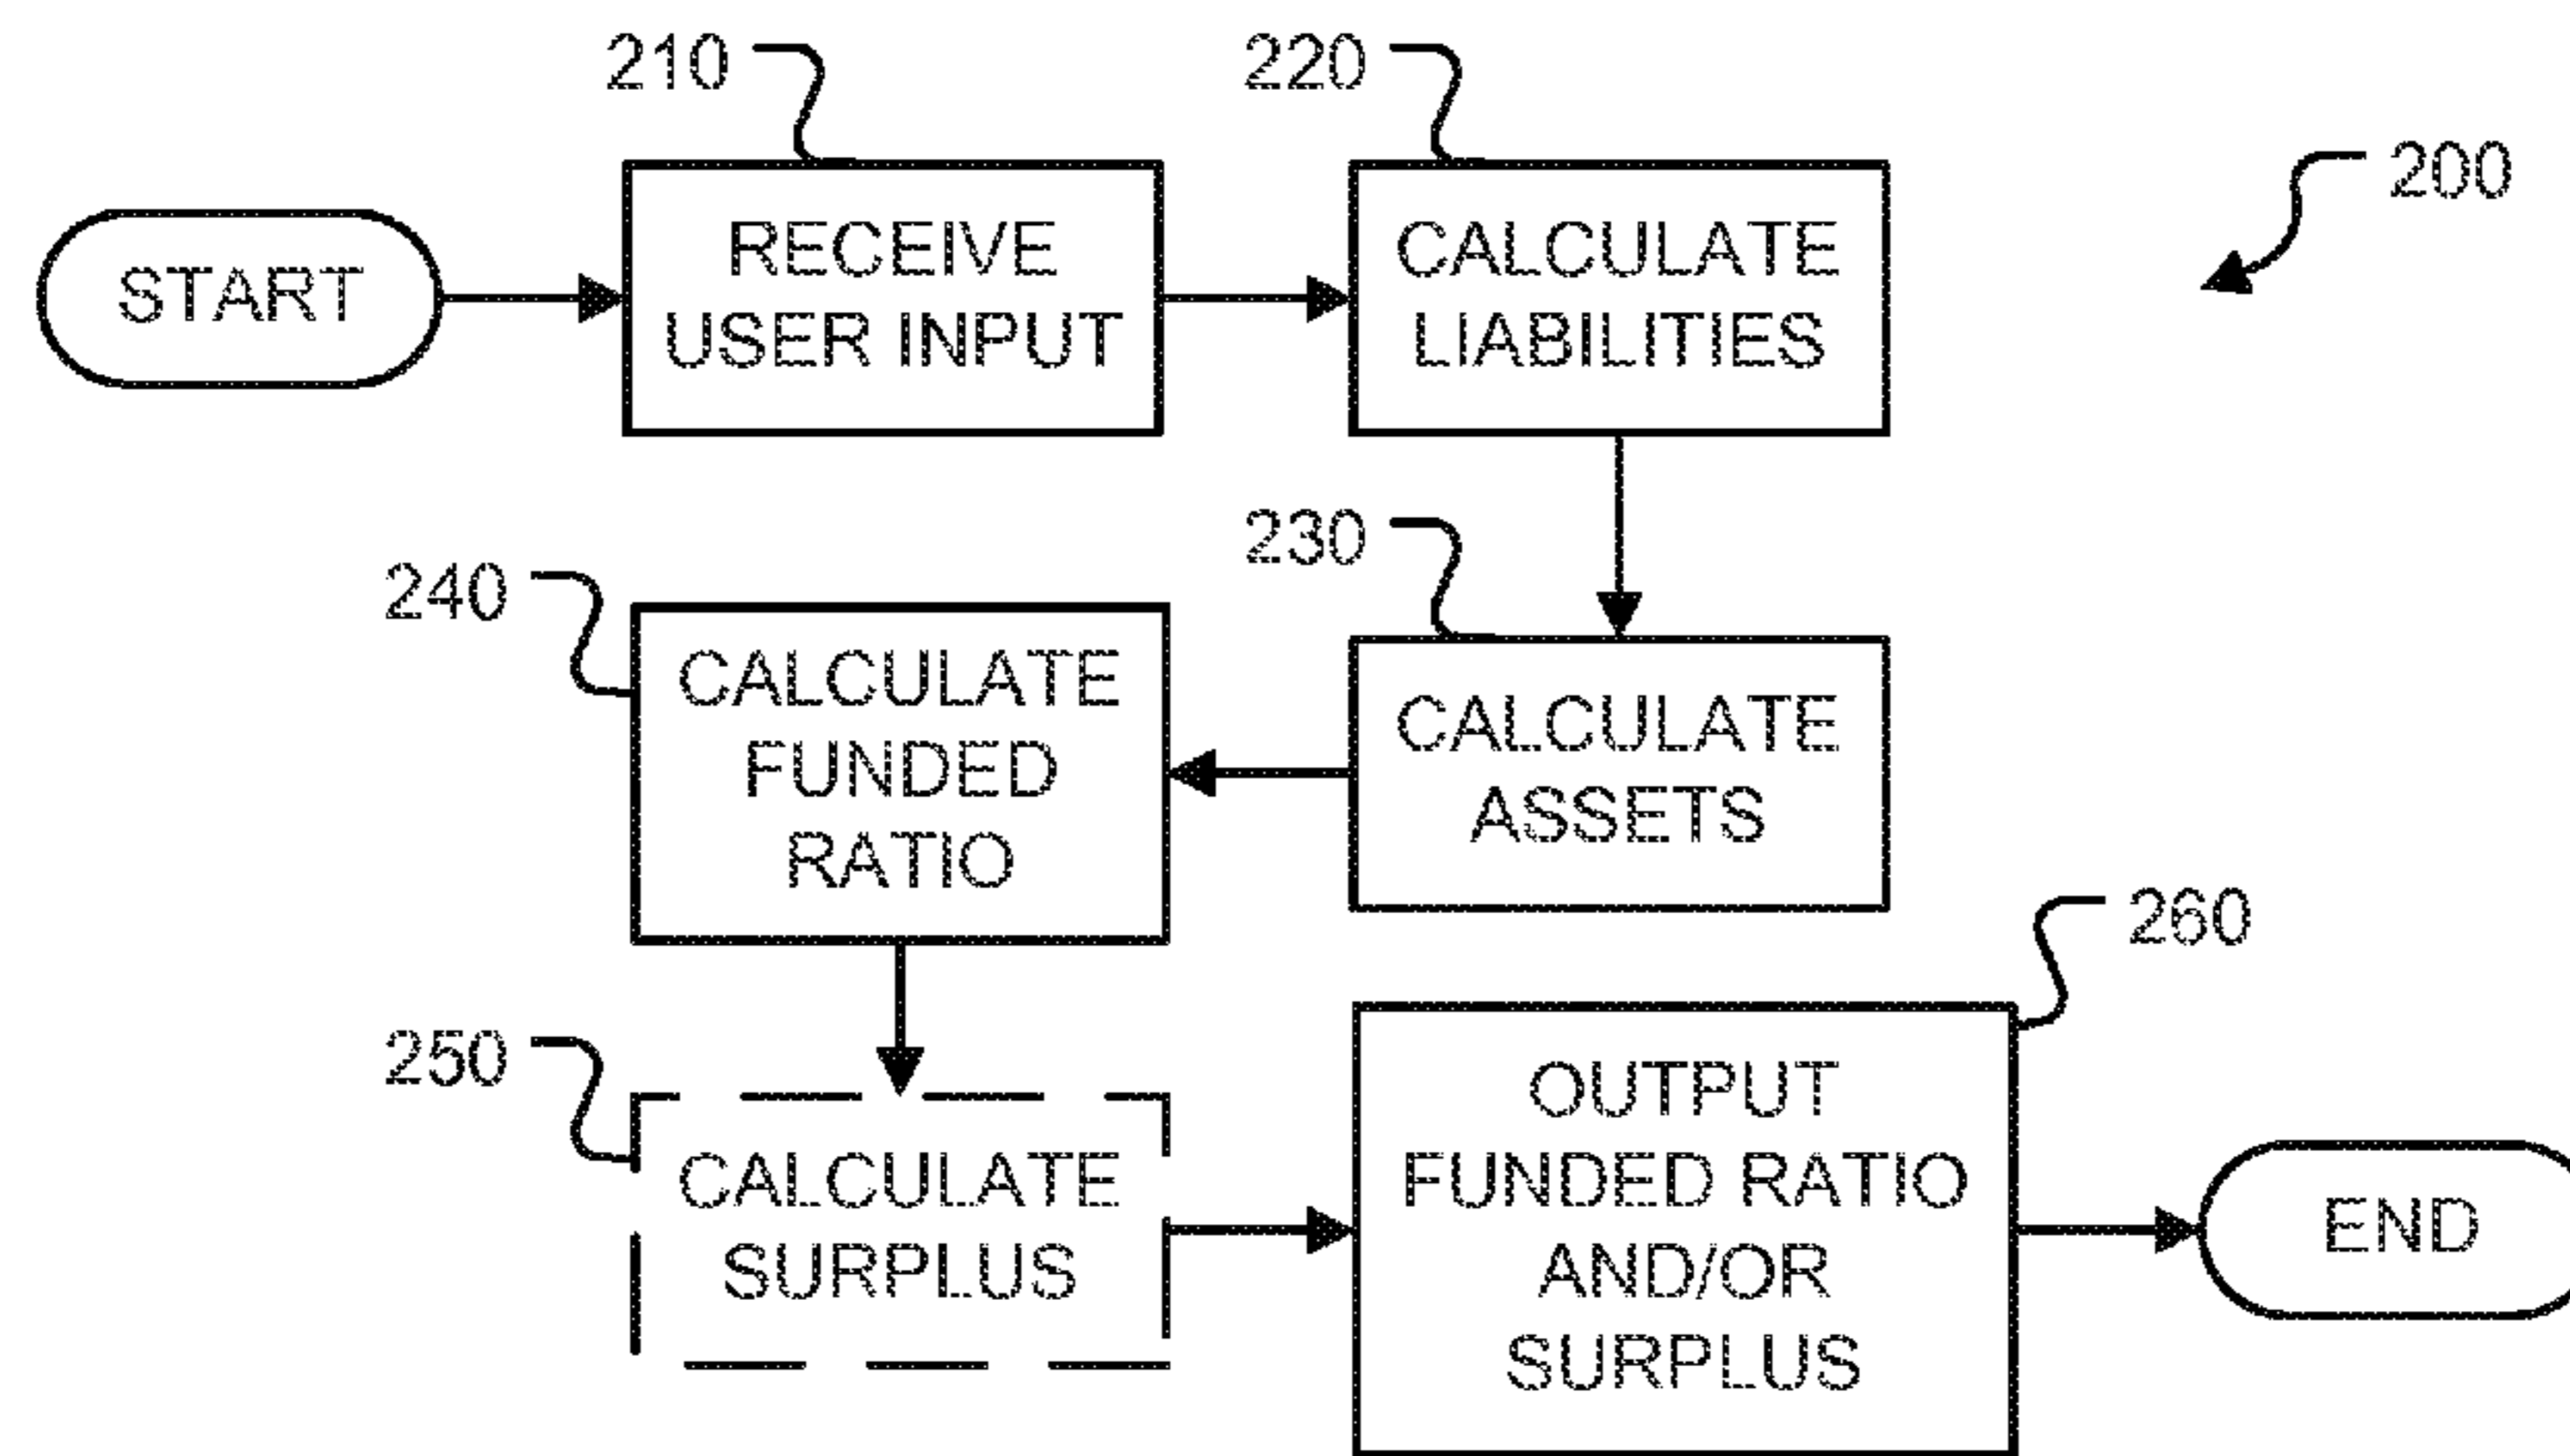 210
220
200
START
RECEIVE
USER INPUT
CALCULATE
LIABILITIES
240
230
CALCULATE
FUNDED
RATIO
CALCULATE
ASSETS
250
260
CALCULATE
SURPLUS
OUTPUT
FUNDED RATIO
AND/OR
SURPLUS
END